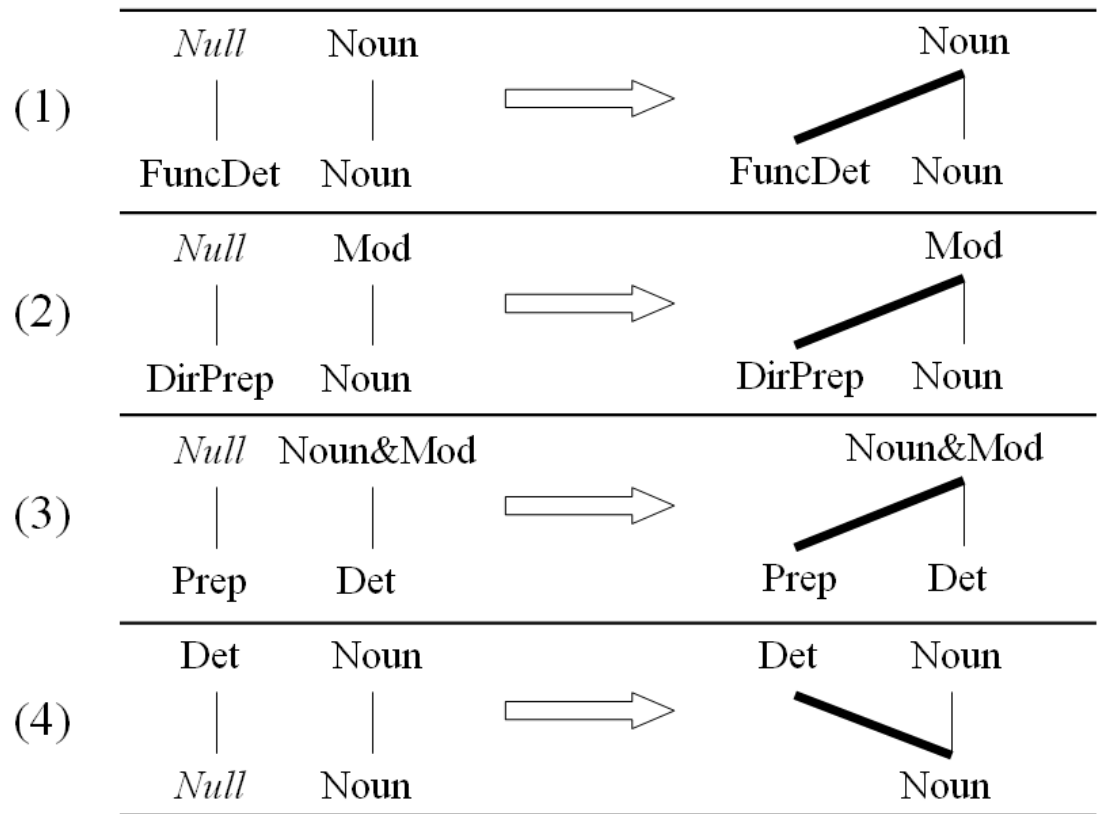 Null Noun Noun
(1)
FuncDet Noun FuncDet Noun
Null Mod Mod
(2)
DirPrep Noun DirPrep Noun
Null Noun&Mod Noun&Mod
(3)
Prep Det Prep Det
Det Noun Det Noun
(4)
Null Noun Noun